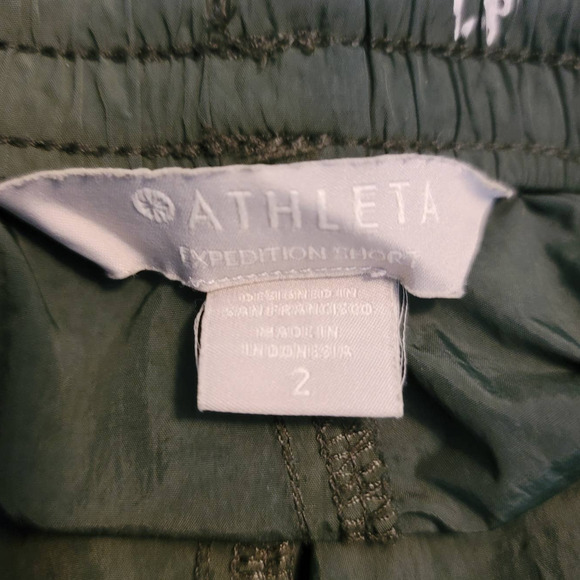 ATHLETA
EXPEDITION SHORT
DESIGNED IN
SAN FRANCISCO
MADE IN
INDONESIA
2